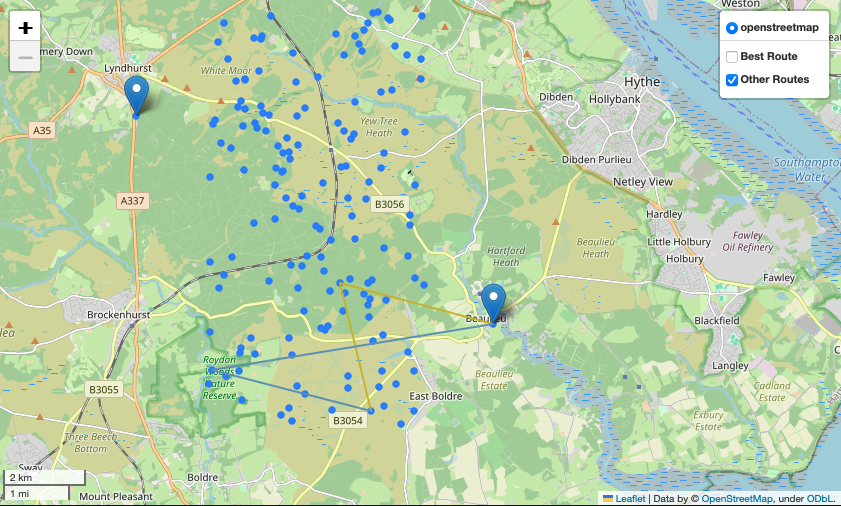 Weston
+
−
openstreetmap
Best Route
Other Routes
mery Down
Lyndhurst
White Moor
Hythe
Dibden
Hollybank
A35
Yew Tree
Heath
Dibden Purlieu
Southampton
Water
Netley View
A337
B3056
Hardley
Fawley
Oil Refinery
Beaulieu
Heath
Little Holbury
Holbury
Hartford
Heath
Fawley
Brockenhurst
Beaulieu
Blackfield
lea
Roydon
Woods
Nature
Reserve
Langley
Beaulieu
Estate
Cadland
Estate
B3055
East Boldre
B3054
Exbury
Estate
Three Beech
Bottom
Sway
Boldre
2 km
1 mi
Mount Pleasant
Leaflet | Data by © OpenStreetMap, under ODbL.